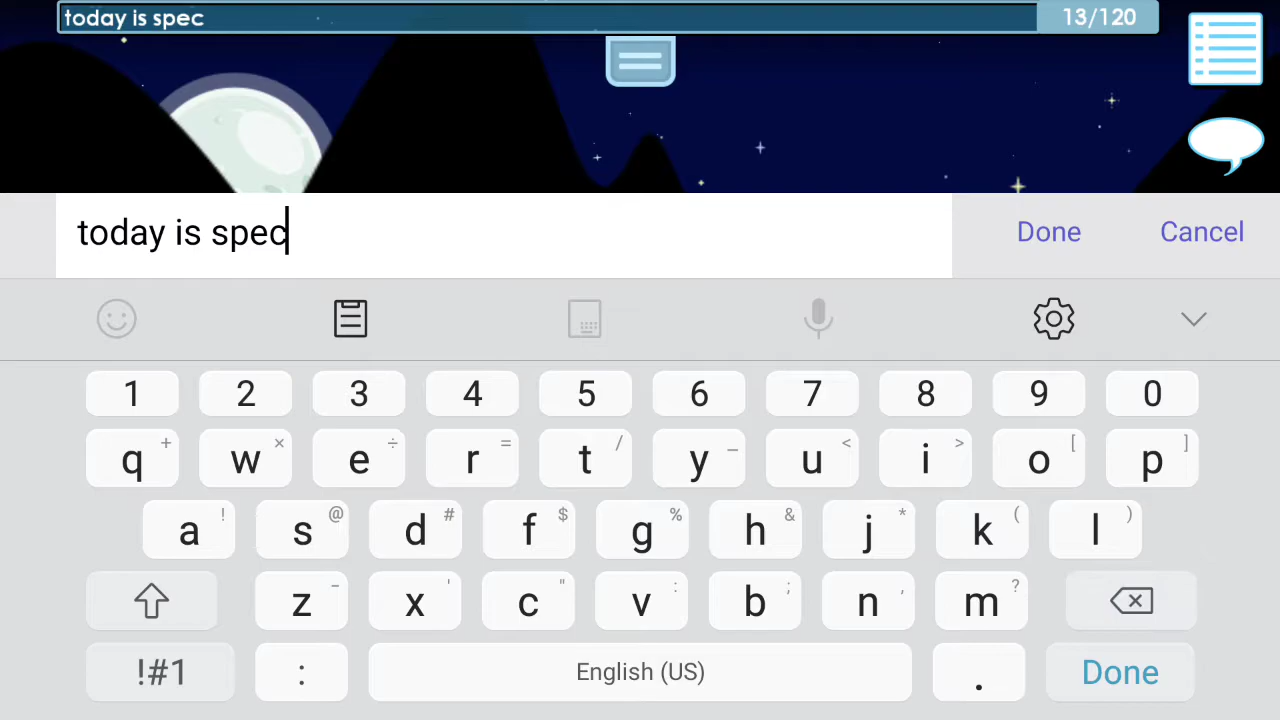 today is spec 13/120
today is spec Done Cancel
1 2 3 4 5 6 7 8 9 0
q + w × e ÷ r = t / y _ u < i > o [ p ]
a ! s @ d # f $ g % h & j * k ( l )
z - x ' c " v : b ; n , m ?
!#1 : English (US) . Done